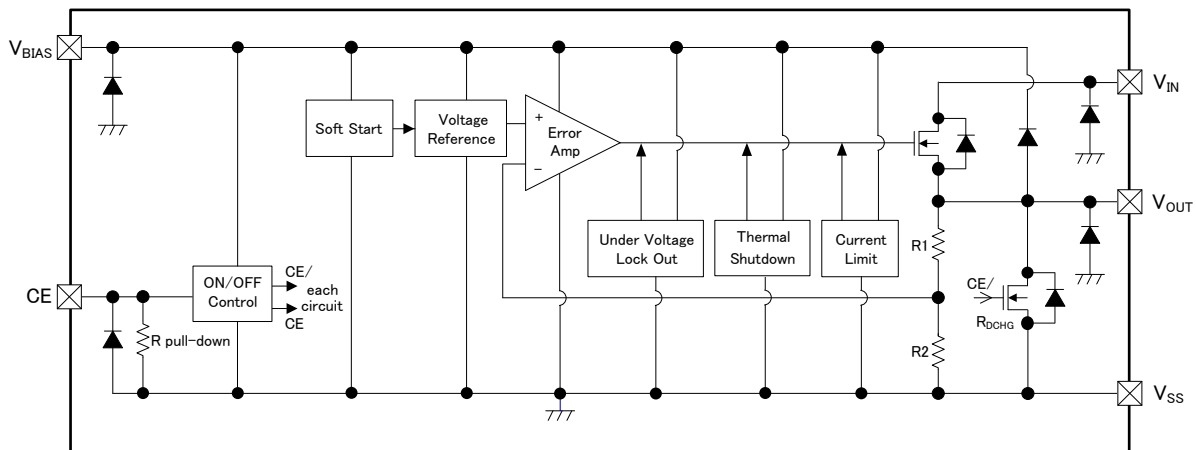 VBIAS
VIN
Soft Start
Voltage
Reference
+
Error
Amp
−
VOUT
Under Voltage
Lock Out
Thermal
Shutdown
Current
Limit
R1
CE
ON/OFF
Control
CE/
each
circuit
CE
CE/
RDCHG
R pull-down
R2
VSS